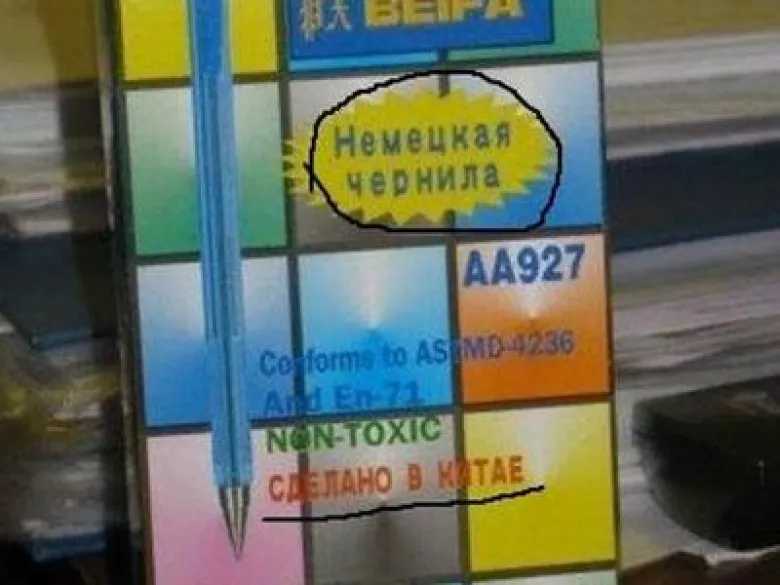 BEIFA
Немецкая
чернила
AA927
Conforms to ASTMD-4236
And En-71
NON-TOXIC
СДЕЛАНО В КИТАЕ